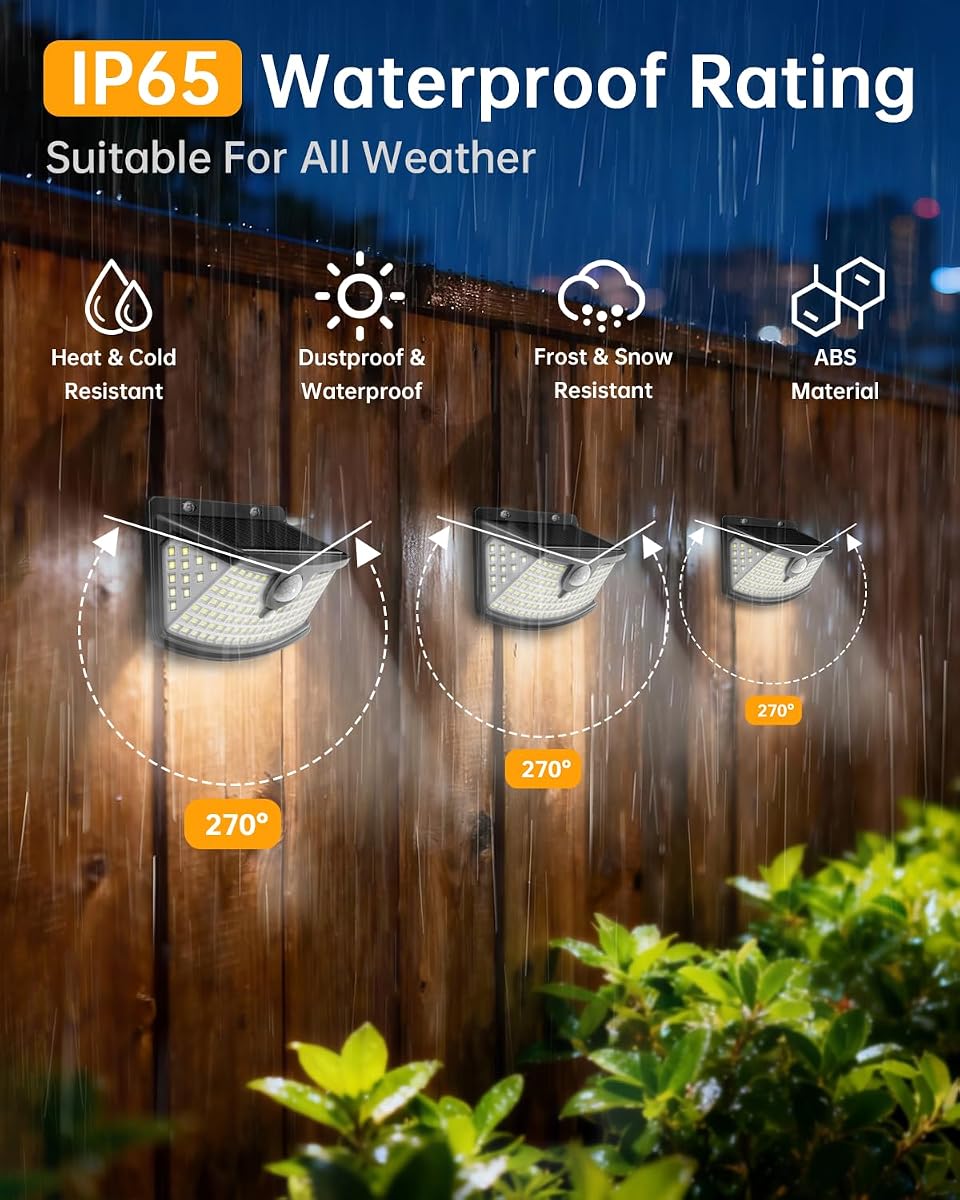 IP65 Waterproof Rating
Suitable For All Weather
Heat & Cold
Resistant
Dustproof &
Waterproof
Frost & Snow
Resistant
ABS
Material
270°
270°
270°